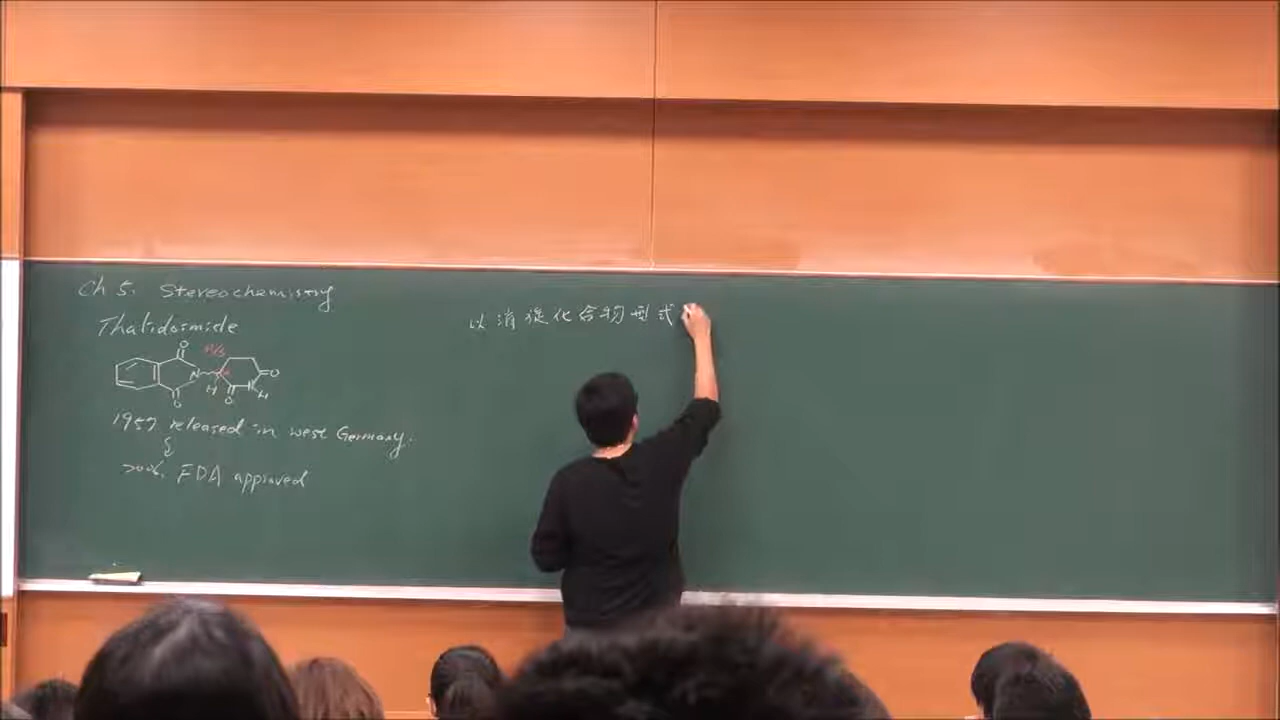 Ch 5. Stereochemistry
Thalidomide
R/S
O
N
O
H
O
N
H
O
1957 released in west Germany.
2006. FDA approved
以消旋化合物型式